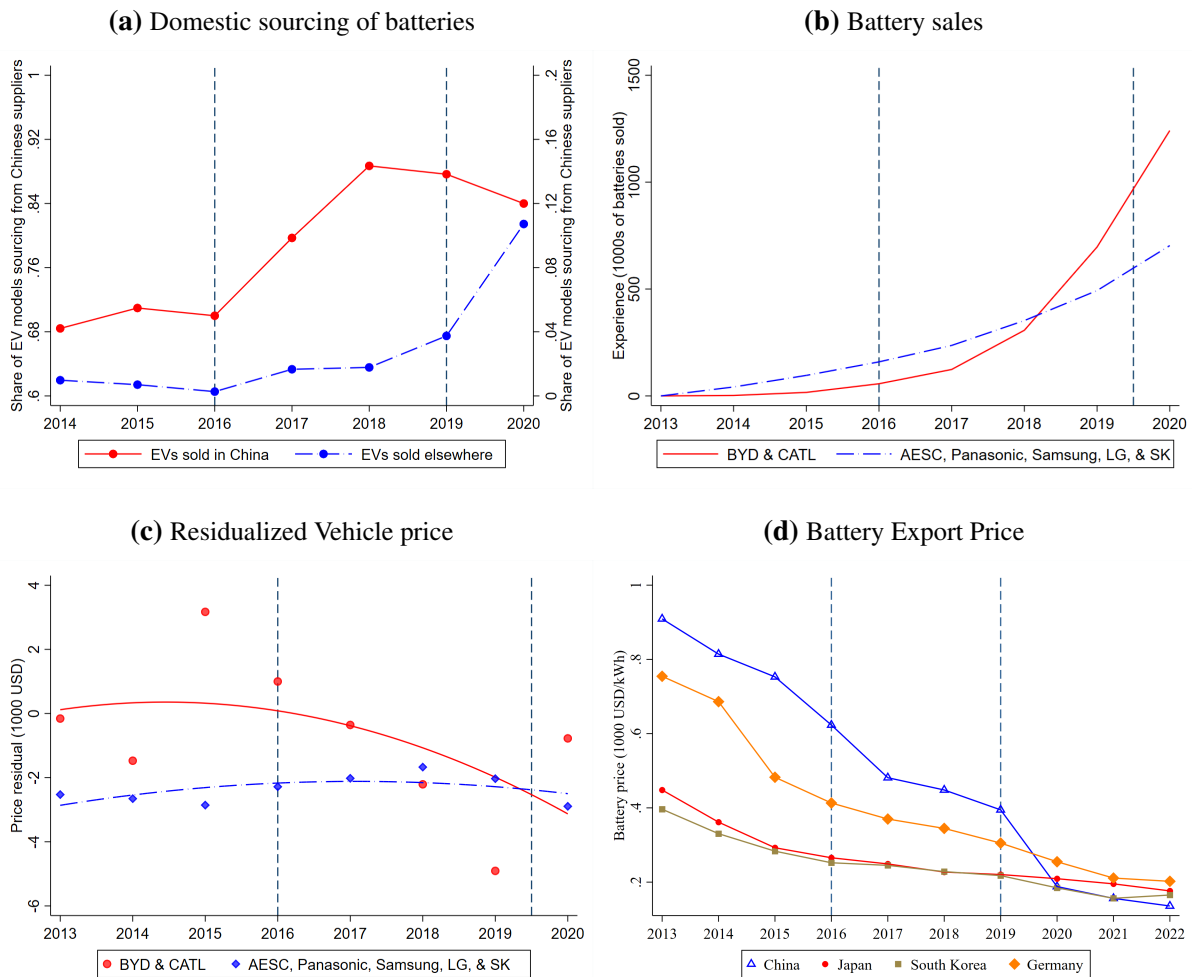 (a) Domestic sourcing of batteries
Share of EV models sourcing from Chinese suppliers
1
.92
.84
.76
.68
.6
.2
.16
.12
.08
.04
0
Share of EV models sourcing from Chinese suppliers
2014 2015 2016 2017 2018 2019 2020
EVs sold in China EVs sold elsewhere
(b) Battery sales
Experience (1000s of batteries sold)
1500
1000
500
0
2013 2014 2015 2016 2017 2018 2019 2020
BYD & CATL AESC, Panasonic, Samsung, LG, & SK
(c) Residualized Vehicle price
Price residual (1000 USD)
4
2
0
-2
-4
-6
2013 2014 2015 2016 2017 2018 2019 2020
BYD & CATL AESC, Panasonic, Samsung, LG, & SK
(d) Battery Export Price
Battery price (1000 USD/kWh)
1
.8
.6
.4
.2
2013 2014 2015 2016 2017 2018 2019 2020 2021 2022
China Japan South Korea Germany